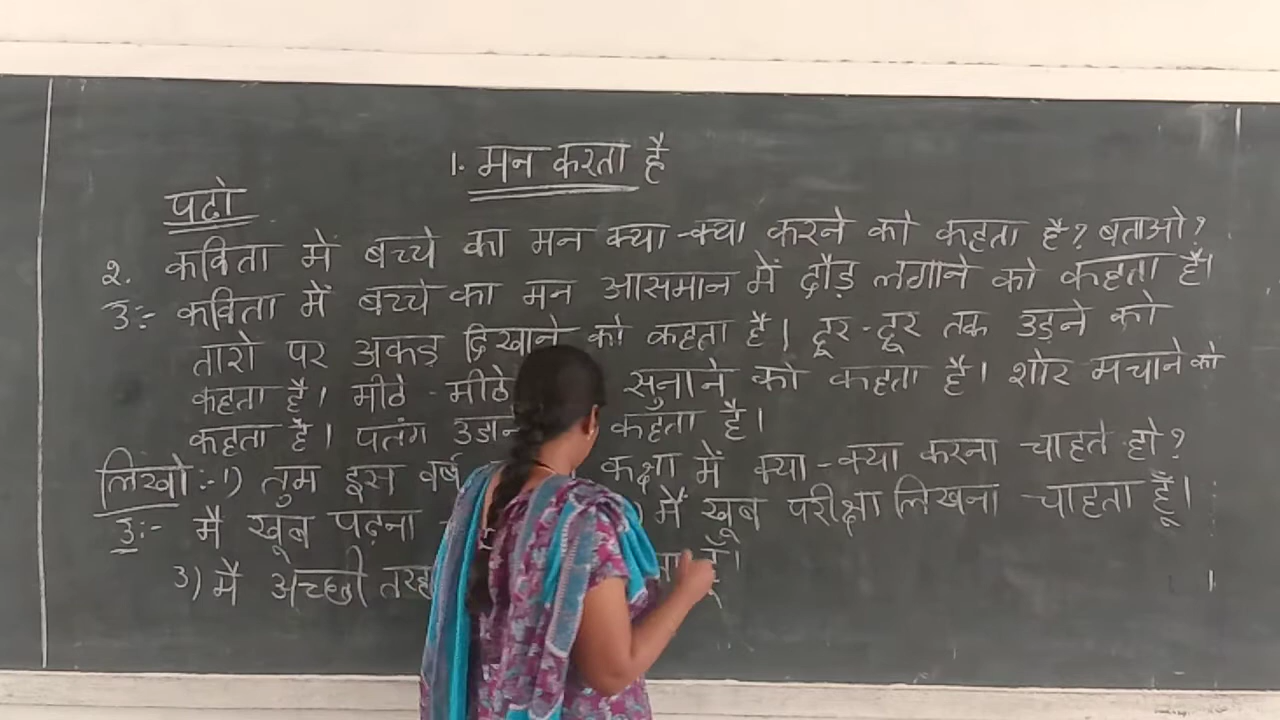 1. मन करता है
पढो
2. कविता में बच्चे का मन क्या-क्या करने को कहता है? बताओ?
उ:- कविता में बच्चे का मन आसमान में दौड़ लगाने को कहता है।
तारो पर अकड़ दिखाने को कहता है। दूर-दूर तक उड़ने को
कहता है। मीठे-मीठे सुनाने को कहता है। शोर मचाने को
कहता है। पतंग कहता है।
लिखो:-1) तुम इस वर्ष कक्षा में क्या-क्या करना चाहते हो?
उ:- मै खूब पढ़ना मैं खूब परीक्षा लिखना चाहता हूँ।
3) मै अच्छी तरह हूँ।